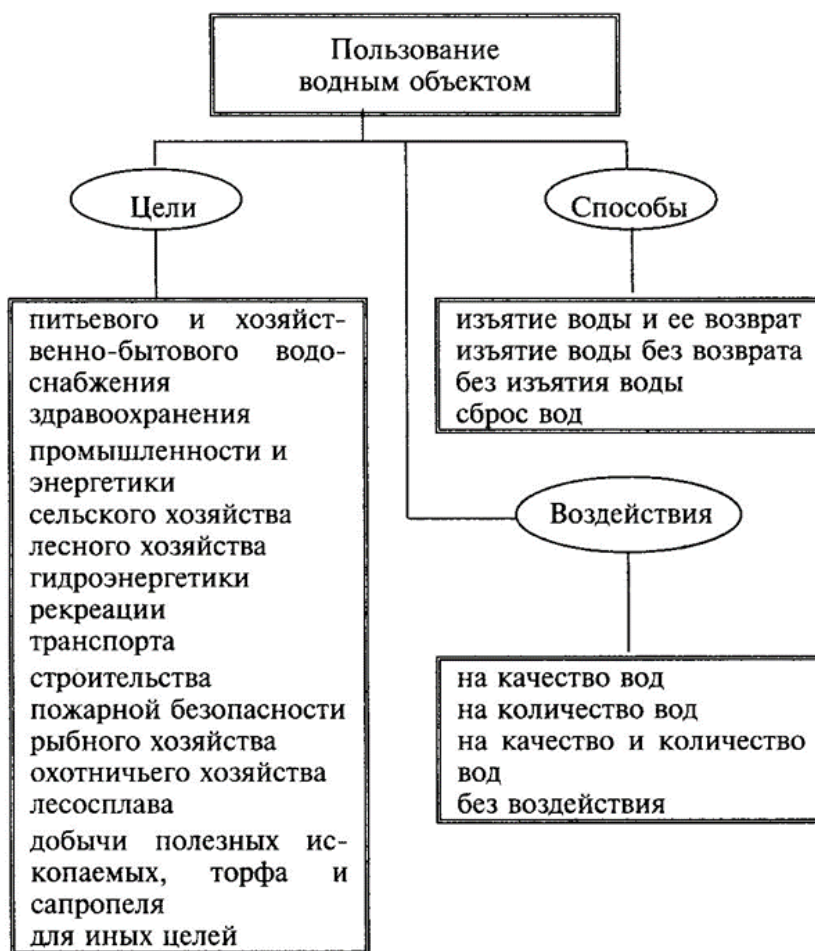 Пользование
водным объектом
Цели
Способы
питьевого и хозяйст-
венно-бытового водо-
снабжения
здравоохранения
промышленности и
энергетики
сельского хозяйства
лесного хозяйства
гидроэнергетики
рекреации
транспорта
строительства
пожарной безопасности
рыбного хозяйства
охотничьего хозяйства
лесосплава
добычи полезных ис-
копаемых, торфа и
сапропеля
для иных целей
изъятие воды и ее возврат
изъятие воды без возврата
без изъятия воды
сброс вод
Воздействия
на качество вод
на количество вод
на качество и количество
вод
без воздействия